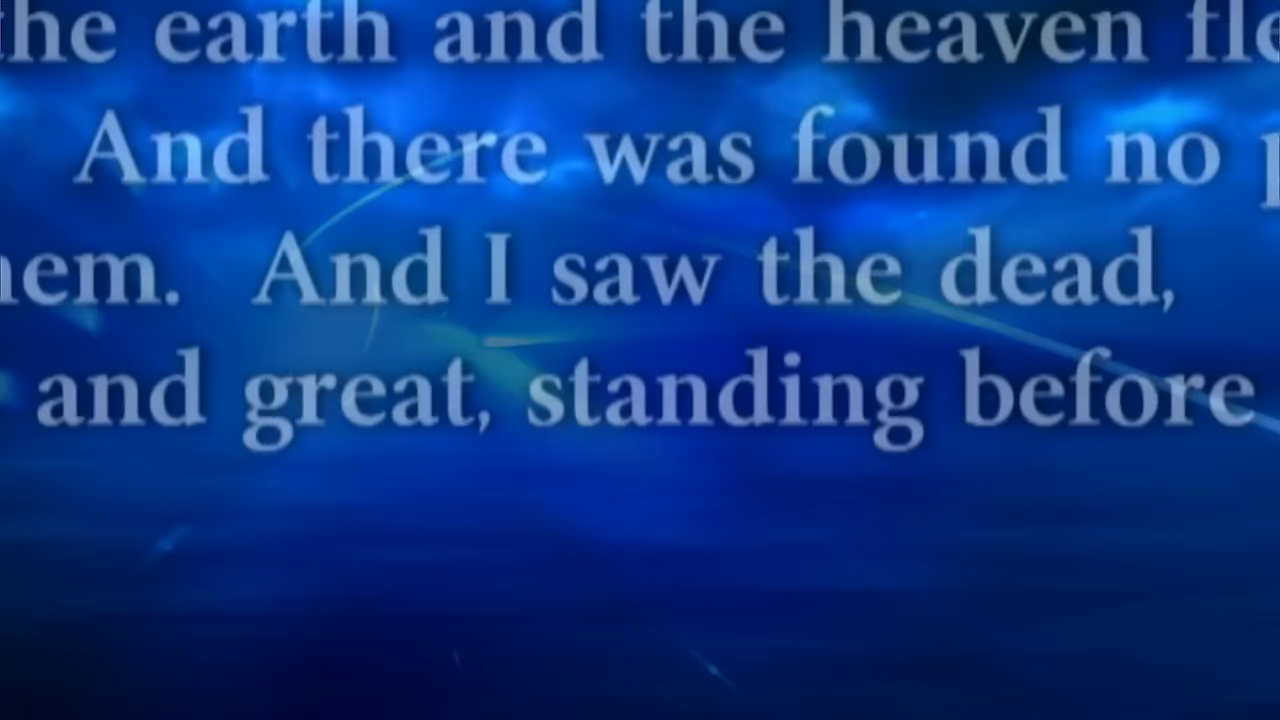 the earth and the heaven fle
And there was found no p
hem. And I saw the dead,
and great, standing before